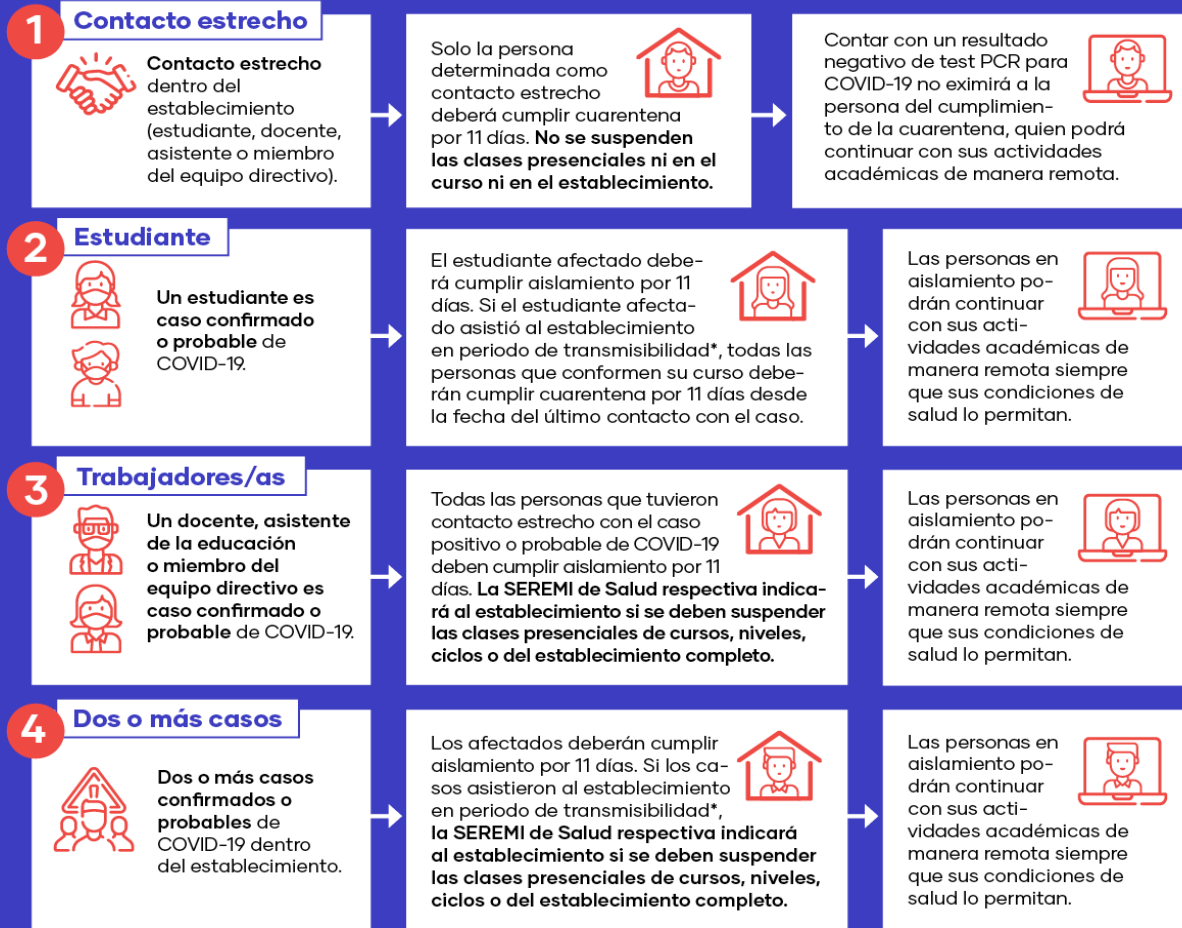 1
Contacto estrecho
Contacto estrecho
dentro del
establecimiento
(estudiante, docente,
asistente o miembro
del equipo directivo).
Solo la persona
determinada como
contacto estrecho
deberá cumplir cuarentena
por 11 días. No se suspenden
las clases presenciales ni en el
curso ni en el establecimiento.
Contar con un resultado
negativo de test PCR para
COVID-19 no eximirá a la
persona del cumplimien-
to de la cuarentena, quien podrá
continuar con sus actividades
académicas de manera remota.
2
Estudiante
Un estudiante es
caso confirmado
o probable de
COVID-19.
El estudiante afectado debe-
rá cumplir aislamiento por 11
días. Si el estudiante afecta-
do asistió al establecimiento
en periodo de transmisibilidad*, todas las
personas que conformen su curso debe-
rán cumplir cuarentena por 11 días desde
la fecha del último contacto con el caso.
Las personas en
aislamiento po-
drán continuar
con sus acti-
vidades académicas de
manera remota siempre
que sus condiciones de
salud lo permitan.
3
Trabajadores/as
Un docente, asistente
de la educación
o miembro del
equipo directivo es
caso confirmado o
probable de COVID-19.
Todas las personas que tuvieron
contacto estrecho con el caso
positivo o probable de COVID-19
deben cumplir aislamiento por 11
días. La SEREMI de Salud respectiva indica-
rá al establecimiento si se deben suspender
las clases presenciales de cursos, niveles,
ciclos o del establecimiento completo.
Las personas en
aislamiento po-
drán continuar
con sus acti-
vidades académicas de
manera remota siempre
que sus condiciones de
salud lo permitan.
4
Dos o más casos
Dos o más casos
confirmados o
probables de
COVID-19 dentro
del establecimiento.
Los afectados deberán cumplir
aislamiento por 11 días. Si los ca-
sos asistieron al establecimiento
en periodo de transmisibilidad*,
la SEREMI de Salud respectiva indicará
al establecimiento si se deben suspender
las clases presenciales de cursos, niveles,
ciclos o del establecimiento completo.
Las personas en
aislamiento po-
drán continuar
con sus acti-
vidades académicas de
manera remota siempre
que sus condiciones de
salud lo permitan.